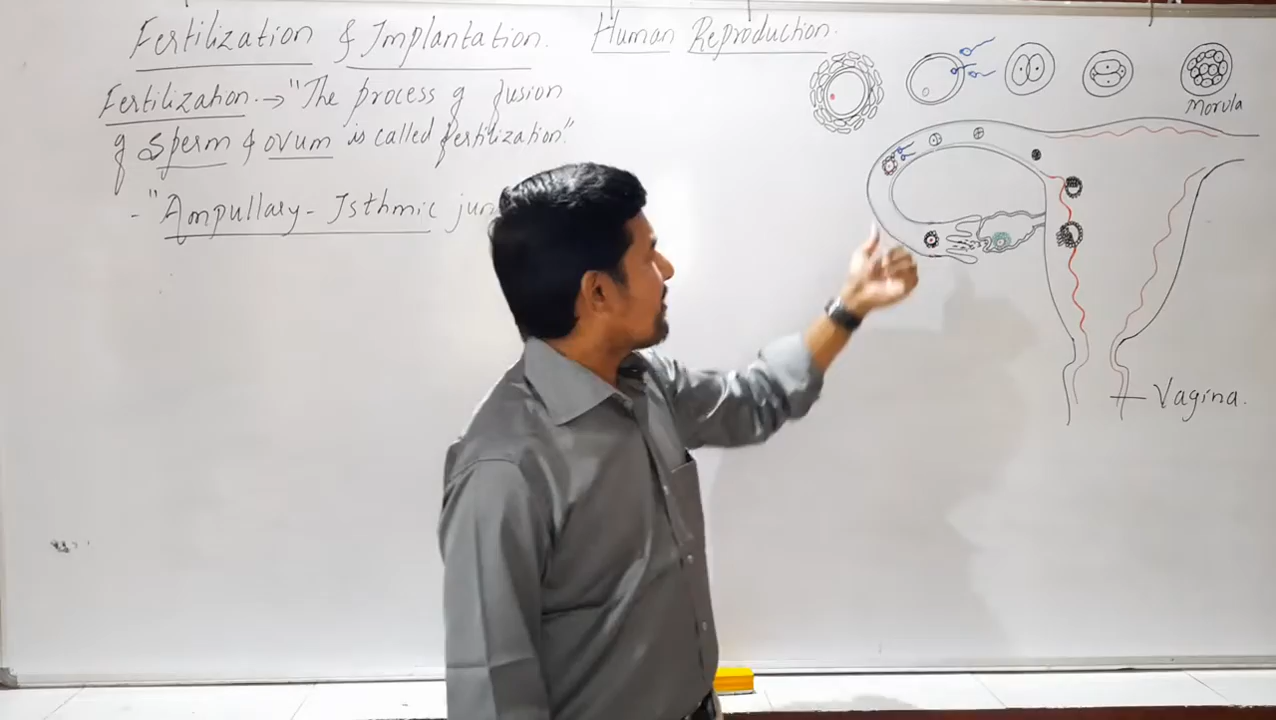 Fertilization & Implantation. Human Reproduction.
Fertilization. → "The process of fusion
of sperm & ovum is called fertilization"
- "Ampullary - Isthmic
Morula
Vagina.